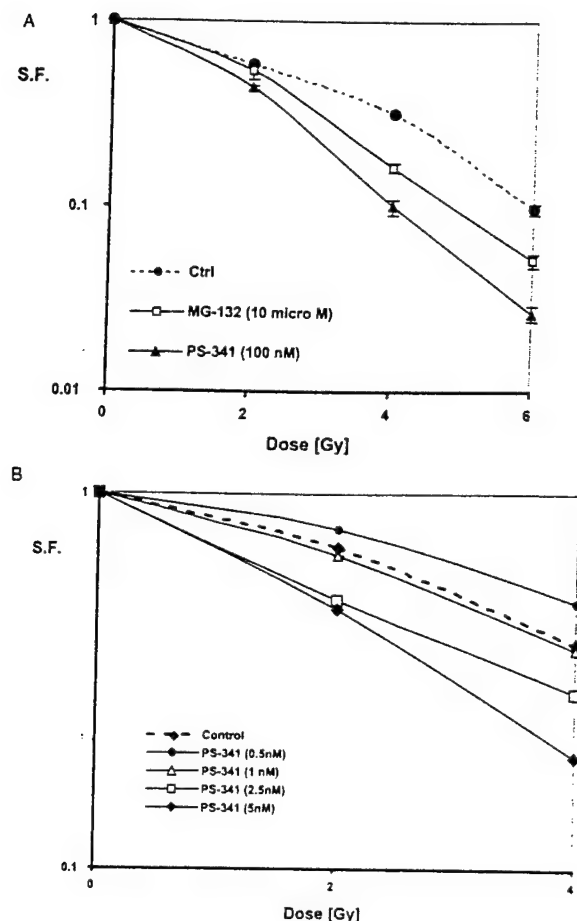 A
1
S.F.
0.1
Ctrl
MG-132 (10 micro M)
PS-341 (100 nM)
0.01
0
2
4
6
Dose [Gy]
B
1
S.F.
Control
PS-341 (0.5nM)
PS-341 (1 nM)
PS-341 (2.5nM)
PS-341 (5nM)
0.1
0
2
4
Dose [Gy]